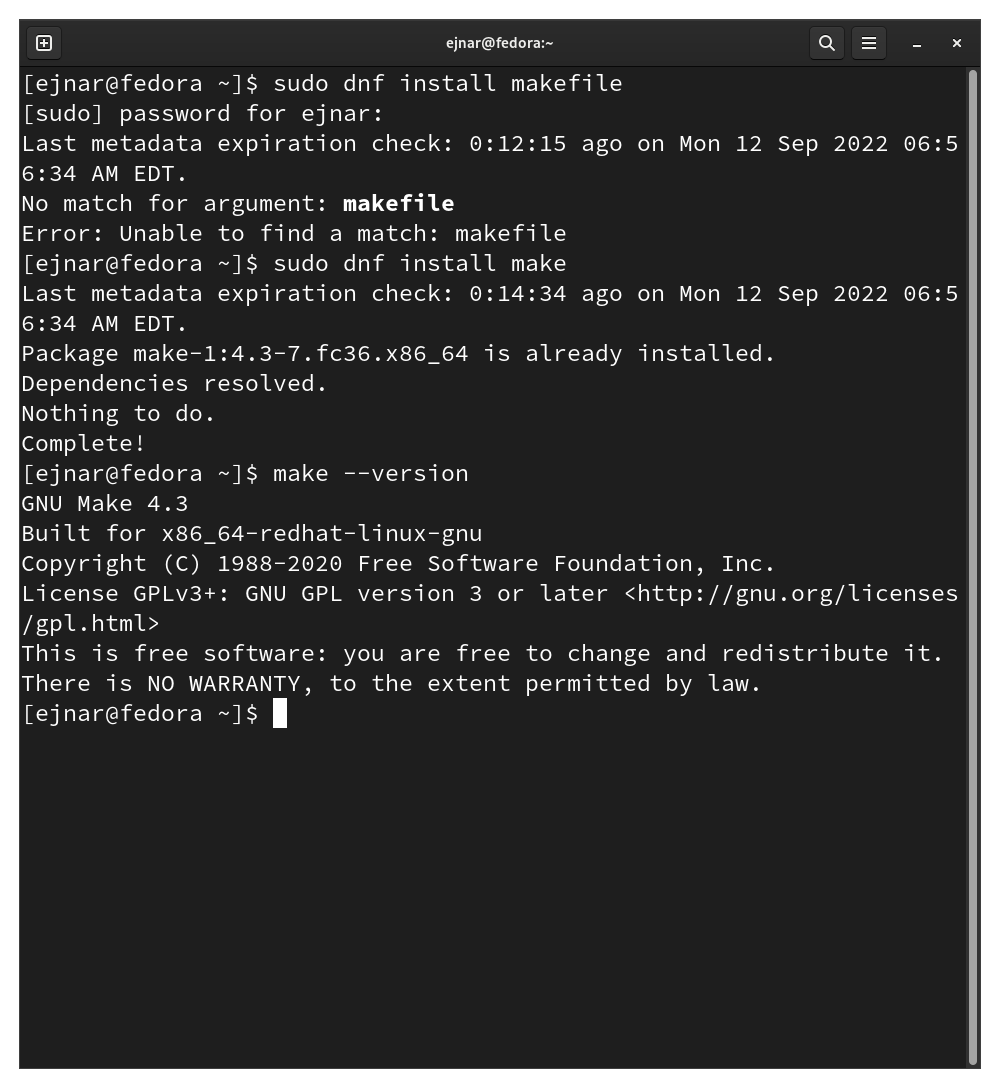 ejnar@fedora:~
[ejnar@fedora ~]$ sudo dnf install makefile
[sudo] password for ejnar:
Last metadata expiration check: 0:12:15 ago on Mon 12 Sep 2022 06:5
6:34 AM EDT.
No match for argument: makefile
Error: Unable to find a match: makefile
[ejnar@fedora ~]$ sudo dnf install make
Last metadata expiration check: 0:14:34 ago on Mon 12 Sep 2022 06:5
6:34 AM EDT.
Package make-1:4.3-7.fc36.x86_64 is already installed.
Dependencies resolved.
Nothing to do.
Complete!
[ejnar@fedora ~]$ make --version
GNU Make 4.3
Built for x86_64-redhat-linux-gnu
Copyright (C) 1988-2020 Free Software Foundation, Inc.
License GPLv3+: GNU GPL version 3 or later <http://gnu.org/licenses
/gpl.html>
This is free software: you are free to change and redistribute it.
There is NO WARRANTY, to the extent permitted by law.
[ejnar@fedora ~]$